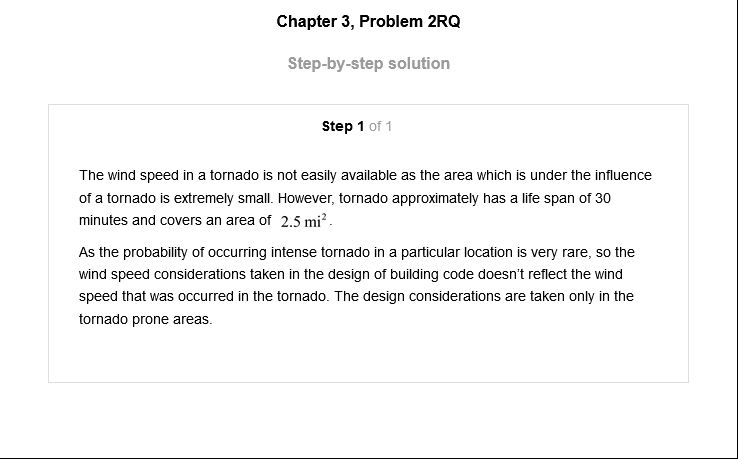 Chapter 3, Problem 2RQ
Step-by-step solution
Step 1 of 1
The wind speed in a tornado is not easily available as the area which is under the influence
of a tornado is extremely small. However, tornado approximately has a life span of 30
minutes and covers an area of 2.5 mi².
As the probability of occurring intense tornado in a particular location is very rare, so the
wind speed considerations taken in the design of building code doesn't reflect the wind
speed that was occurred in the tornado. The design considerations are taken only in the
tornado prone areas.